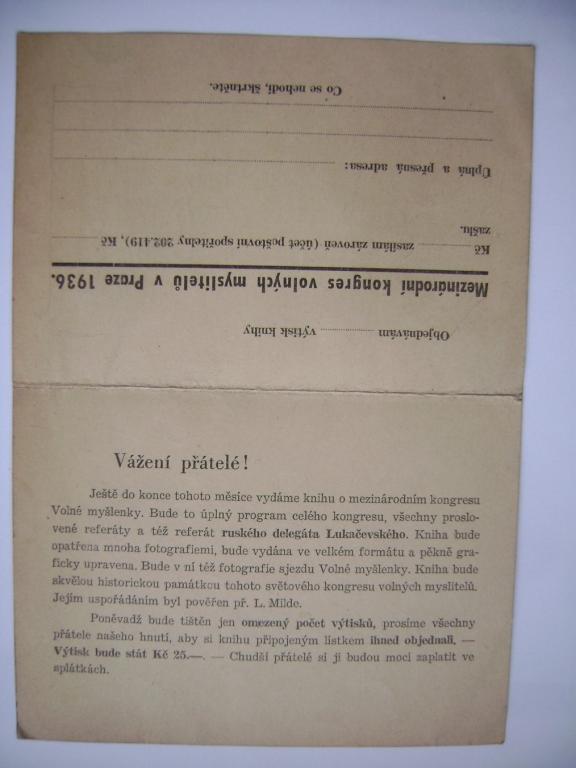 Objednávám ........ výtisk knihy
Mezinárodní kongres volných myslitelů v Praze 1936.
Kč ........ zasílám zároveň (účet poštovní spořitelny 202.419), Kč ........
zašlu.
Úplná a přesná adresa: ........
Co se nehodí, škrtněte.
Vážení přátelé!
Ještě do konce tohoto měsíce vydáme knihu o mezinárodním kongresu
Volné myšlenky. Bude to úplný program celého kongresu, všechny proslo-
vené referáty a též referát ruského delegáta Lukačevského. Kniha bude
opatřena mnoha fotografiemi, bude vydána ve velkém formátu a pěkně gra-
ficky upravena. Bude v ní též fotografie sjezdu Volné myšlenky. Kniha bude
skvělou historickou památkou tohoto světového kongresu volných myslitelů.
Jejím uspořádáním byl pověřen př. L. Milde.
Poněvadž bude tištěn jen omezený počet výtisků, prosíme všechny
přátele našeho hnutí, aby si knihu připojeným lístkem ihned objednali. —
Výtisk bude stát Kč 25.—. — Chudší přátelé si ji budou moci zaplatit ve
splátkách.